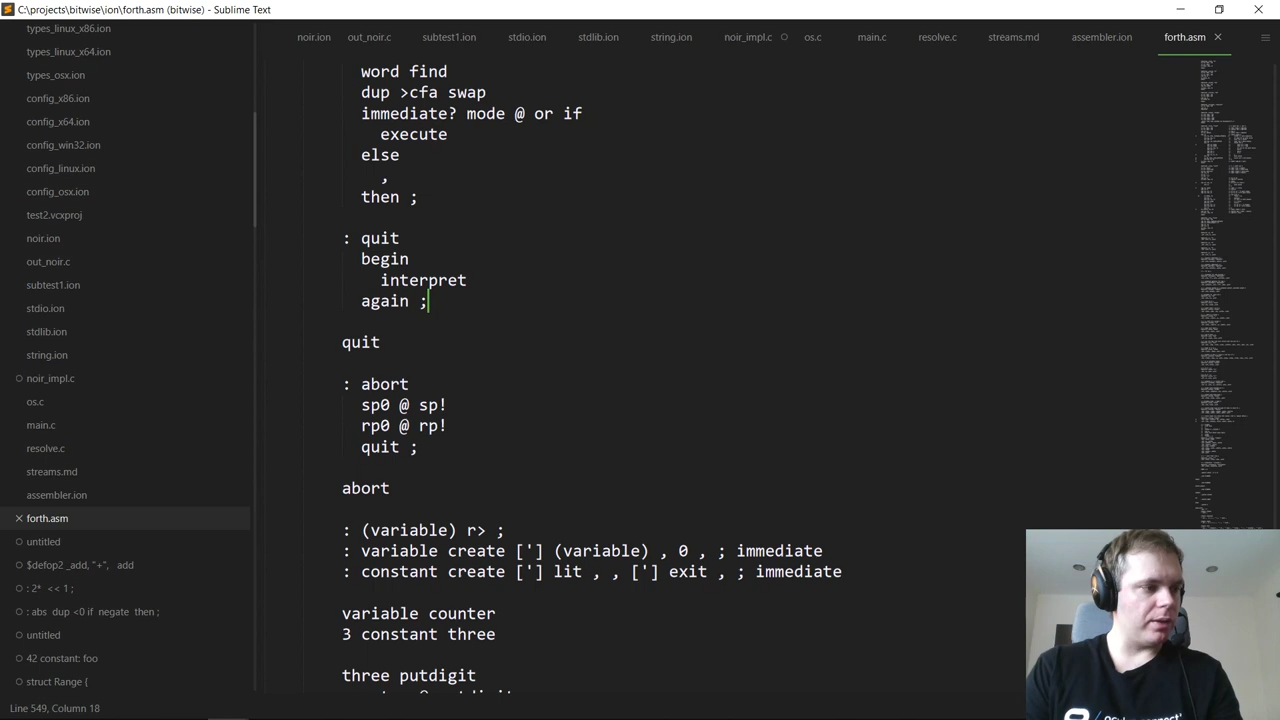 C:\projects\bitwise\ion\forth.asm (bitwise) - Sublime Text
noir.ion out_noir.c subtest1.ion stdio.ion stdlib.ion string.ion noir_impl.c os.c main.c resolve.c streams.md assembler.ion forth.asm
types_linux_x86.ion
types_linux_x64.ion
types_osx.ion
config_x86.ion
config_x64.ion
config_win32.ion
config_linux.ion
config_osx.ion
test2.vcxproj
noir.ion
out_noir.c
subtest1.ion
stdio.ion
stdlib.ion
string.ion
noir_impl.c
os.c
main.c
resolve.c
streams.md
assembler.ion
forth.asm
untitled
$defop2 _add, "+", add
: 2* << 1 ;
: abs dup <0 if negate then ;
untitled
42 constant: foo
struct Range {
word find
dup >cfa swap
immediate? mode @ or if
execute
else
,
then ;
: quit
begin
interpret
again ;
quit
: abort
sp0 @ sp!
rp0 @ rp!
quit ;
abort
: (variable) r> ;
: variable create ['] (variable) , 0 , ; immediate
: constant create ['] lit , , ['] exit , ; immediate
variable counter
3 constant three
three putdigit
Line 549, Column 18